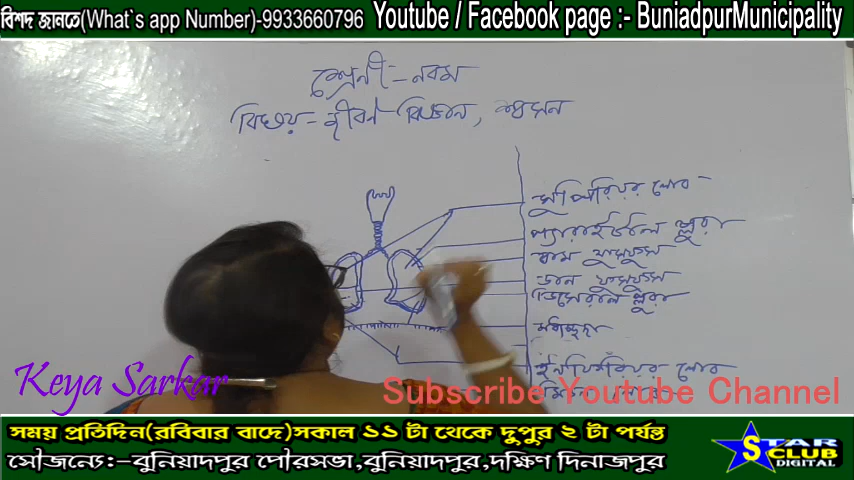 বিশদ জানতে(What`s app Number)-9933660796 Youtube / Facebook page :- BuniadpurMunicipality
শ্রেনী:- নবম
বিষয় - জীবন বিজ্ঞান, শ্বসন
সুপিরিয়র লোব
প্যারাইটাল প্লুরা
বাম ফুসফুস
ডান ফুসফুস
ভিসেরাল প্লুরা
মধ্যচ্ছদা
ইনফিরিয়র লোব
Keya Sarkar
Subscribe Youtube Channel
সময় প্রতিদিন(রবিবার বাদে)সকাল ১১ টা থেকে দুপুর ২ টা পর্যন্ত
সৌজন্যে:-বুনিয়াদপুর পৌরসভা,বুনিয়াদপুর,দক্ষিণ দিনাজপুর
STAR CLUB DIGITAL